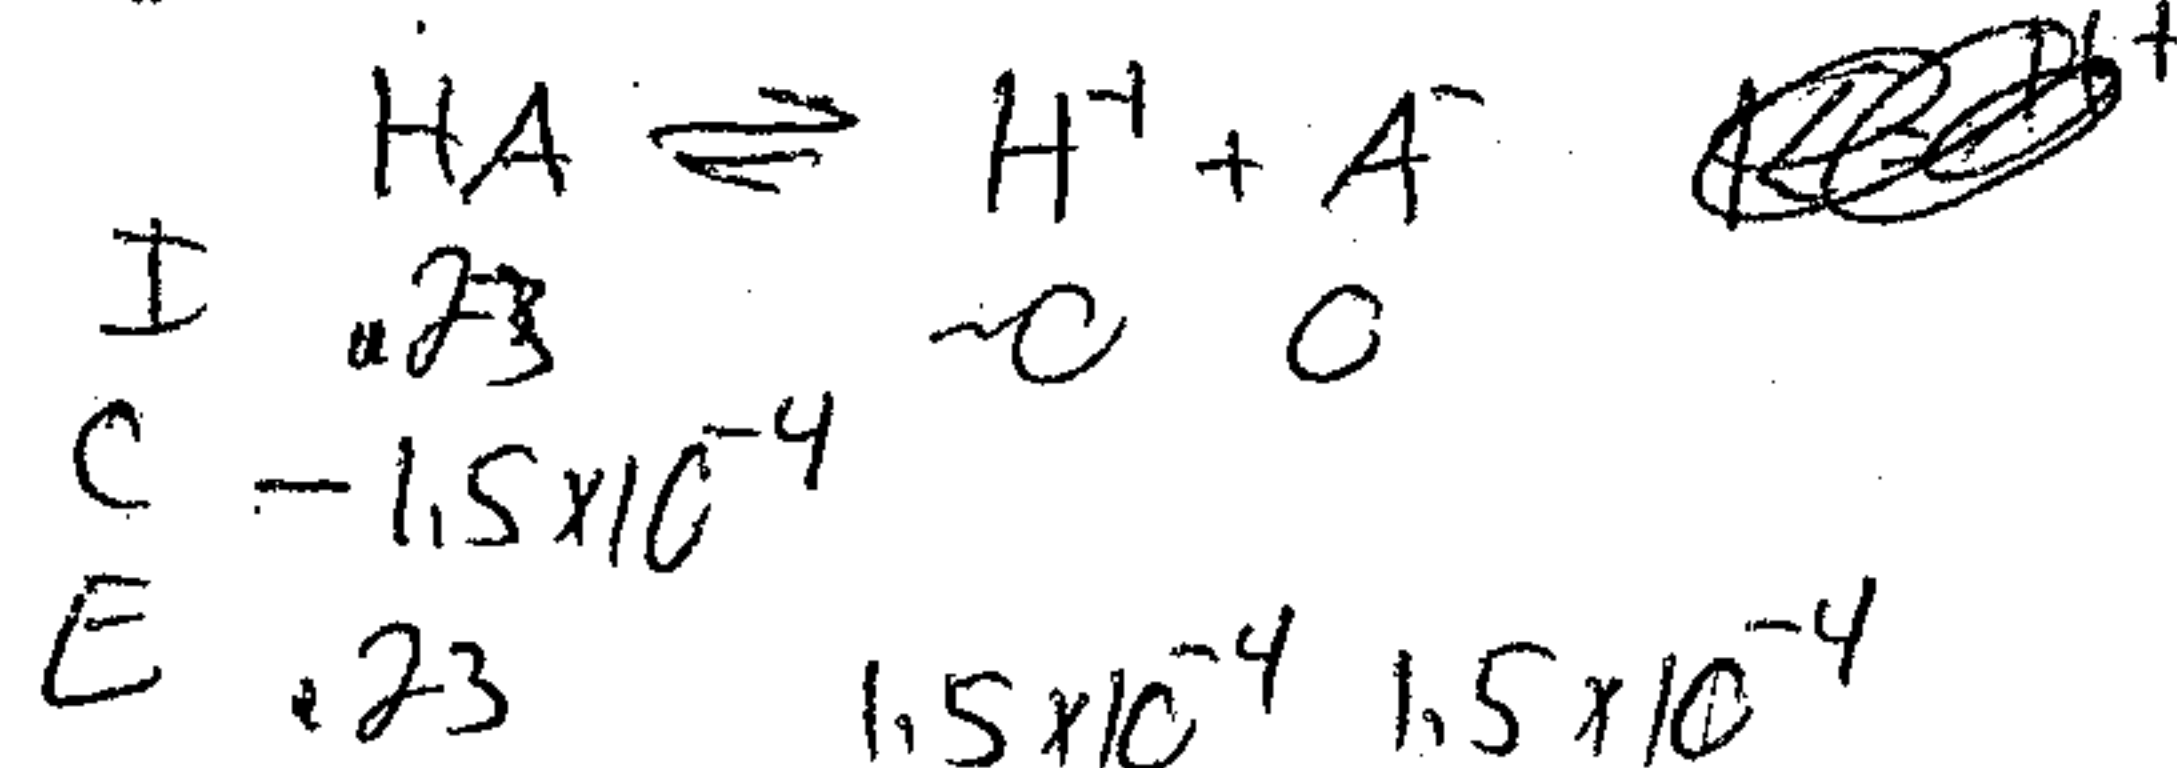 HA ⇌ H⁺ + A⁻
I .23 ~0 0
C −1.5×10⁻⁴
E .23 1.5×10⁻⁴ 1.5×10⁻⁴